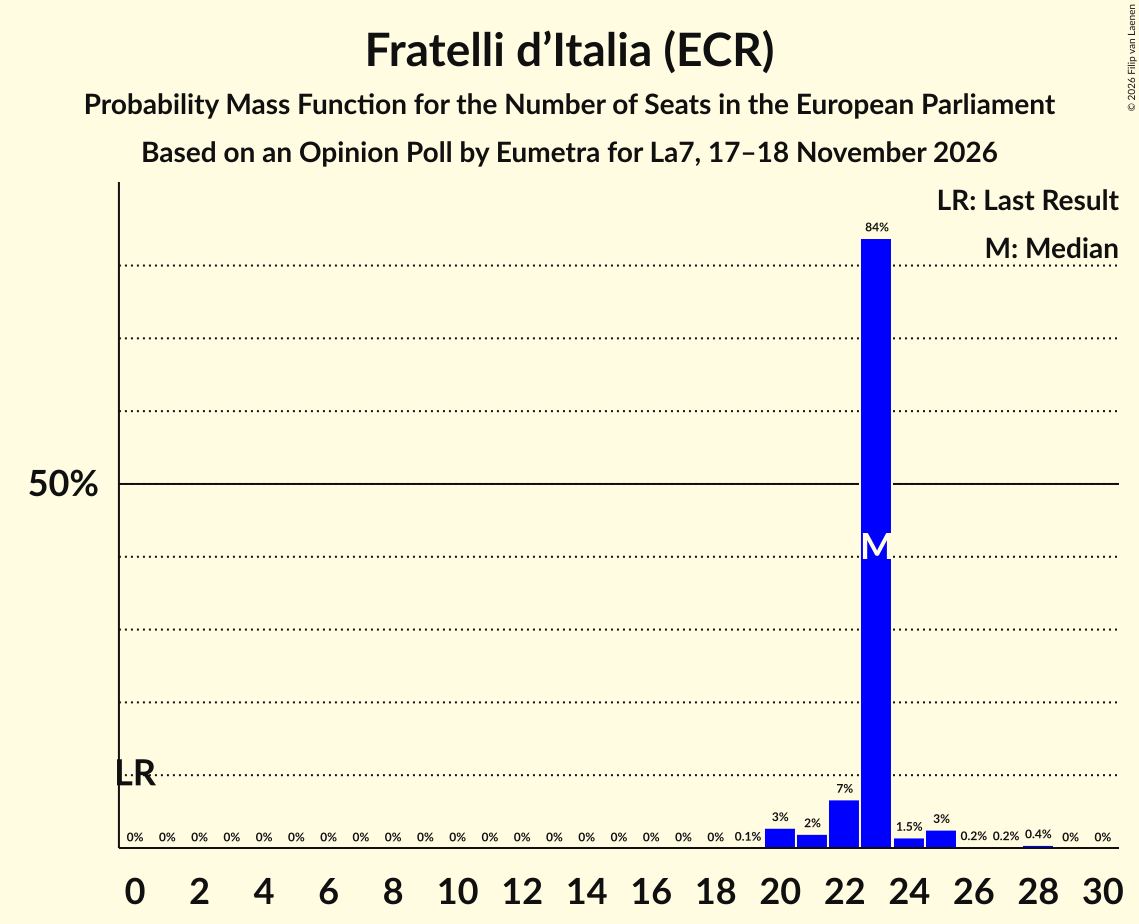 Fratelli d’Italia (ECR)
Probability Mass Function for the Number of Seats in the European Parliament
Based on an Opinion Poll by Eumetra for La7, 17–18 November 2026
© 2026 Filip van Laenen
LR: Last Result
M: Median
84%
50%
M
LR
0% 0% 0% 0% 0% 0% 0% 0% 0% 0% 0% 0% 0% 0% 0% 0% 0% 0% 0% 0.1% 3% 2% 7% 1.5% 3% 0.2% 0.2% 0.4% 0% 0%
0 2 4 6 8 10 12 14 16 18 20 22 24 26 28 30